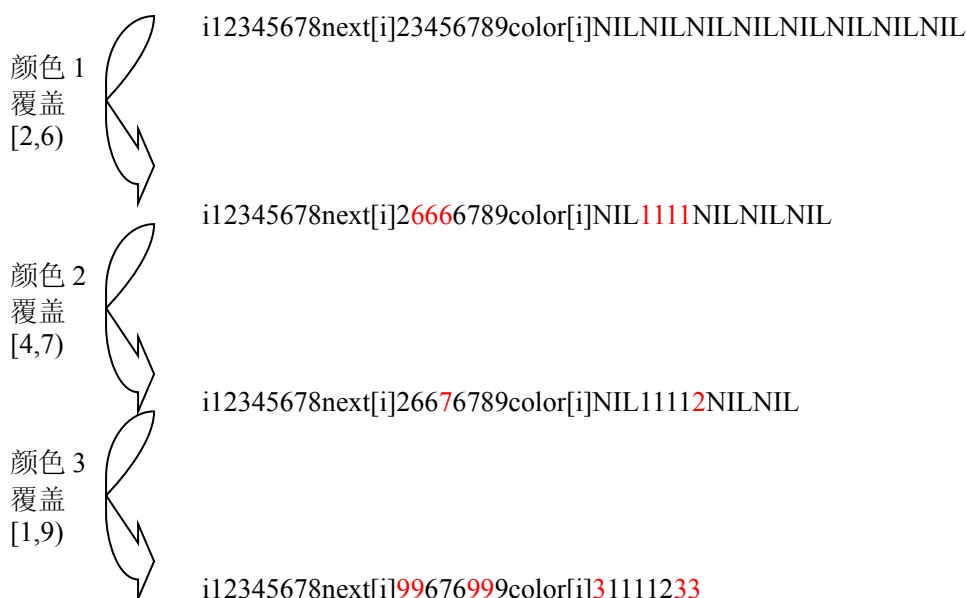 i12345678next[i]23456789color[i]NILNILNILNILNILNILNILNIL
颜色 1
覆盖
[2,6)
i12345678next[i]26666789color[i]NIL1111NILNILNIL
颜色 2
覆盖
[4,7)
i12345678next[i]26676789color[i]NIL11112NILNIL
颜色 3
覆盖
[1,9)
i12345678next[i]99676999color[i]31111233